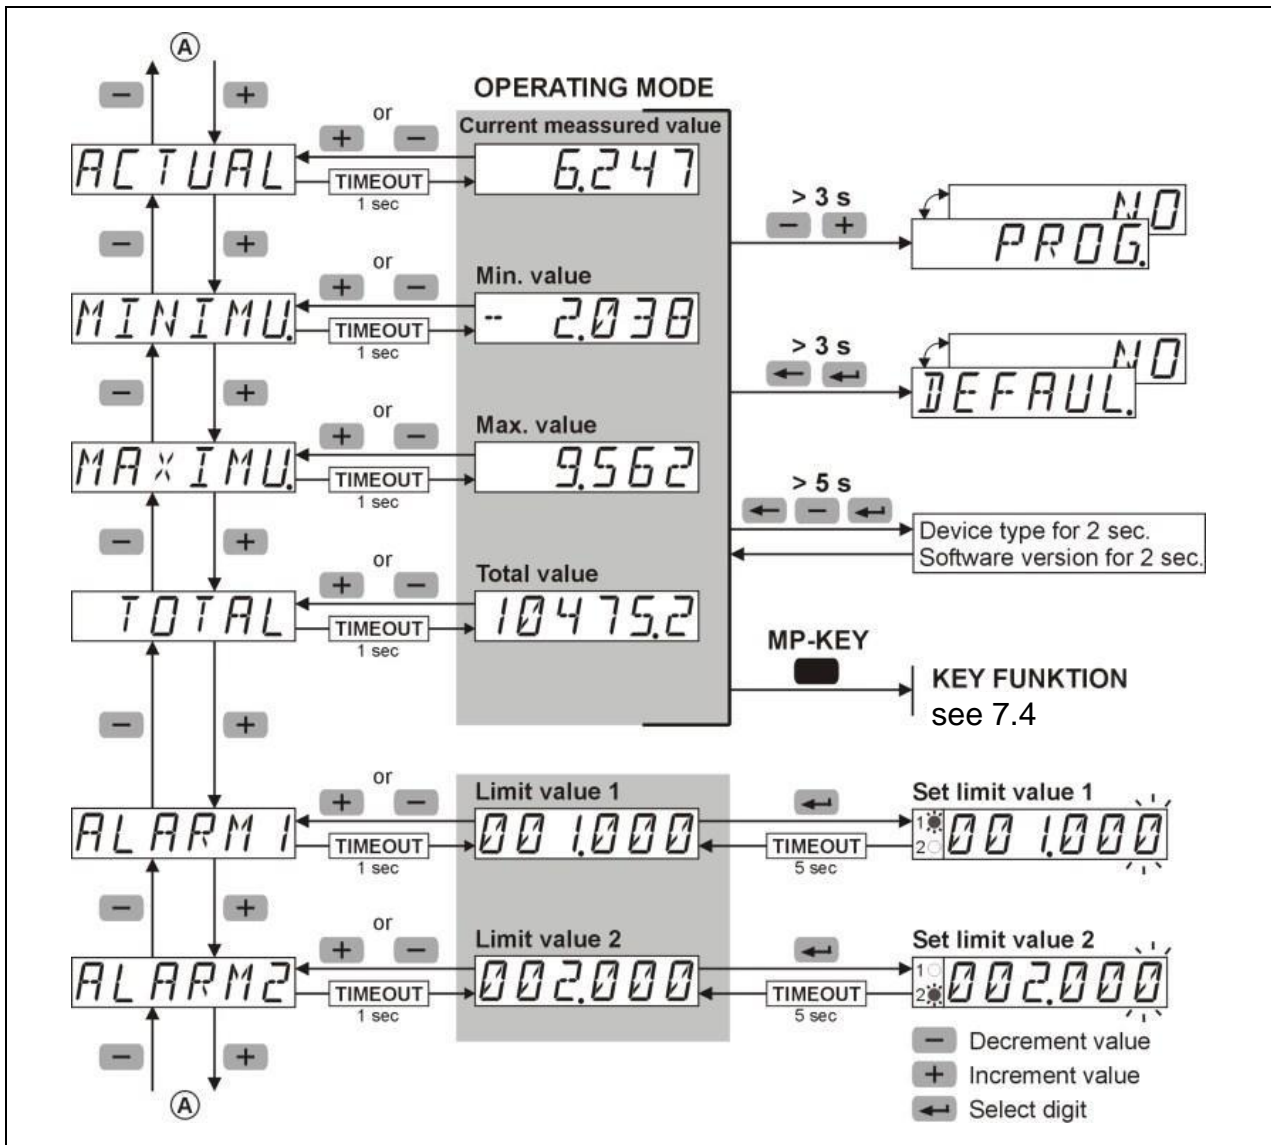 A
− +
OPERATING MODE
or
+ −
Current meassured value
ACTUAL
TIMEOUT
1 sec
6.247
> 3 s
− +
NO
PROG.
− +
or
+ −
Min. value
MINIMU.
TIMEOUT
1 sec
- 2.038
> 3 s
NO
DEFAUL.
− +
or
+ −
Max. value
MAXIMU.
TIMEOUT
1 sec
9.562
> 5 s
−
Device type for 2 sec.
Software version for 2 sec.
− +
or
+ −
Total value
TOTAL
TIMEOUT
1 sec
10475.2
MP-KEY
KEY FUNKTION
see 7.4
− +
or
+ −
Limit value 1
Set limit value 1
ALARM1
TIMEOUT
1 sec
001.000
TIMEOUT
5 sec
1
2
001.000
− +
or
+ −
Limit value 2
Set limit value 2
ALARM2
TIMEOUT
1 sec
002.000
TIMEOUT
5 sec
1
2
002.000
− +
A
− Decrement value
+ Increment value
Select digit